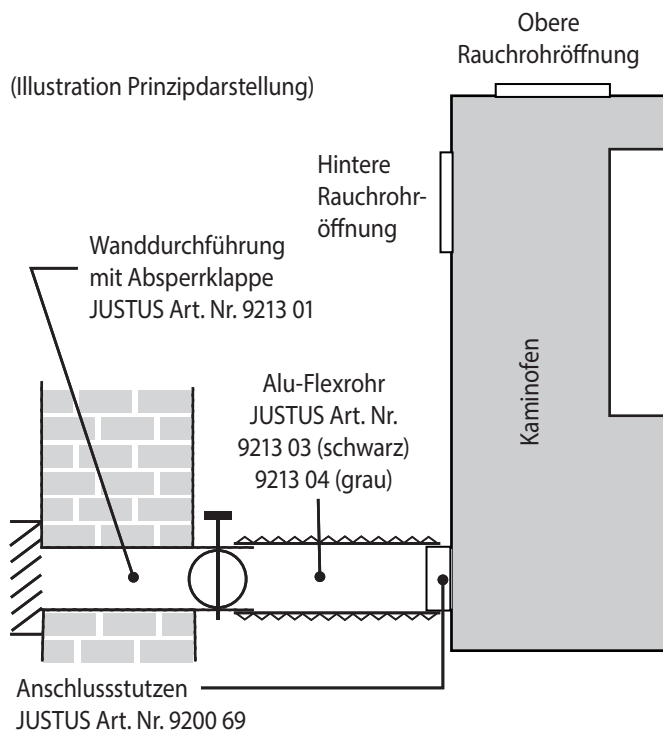 Obere
Rauchrohröffnung
(Illustration Prinzipdarstellung)
Hintere
Rauchrohr-
öffnung
Wanddurchführung
mit Absperrklappe
JUSTUS Art. Nr. 9213 01
Kaminofen
Alu-Flexrohr
JUSTUS Art. Nr.
9213 03 (schwarz)
9213 04 (grau)
Anschlussstutzen
JUSTUS Art. Nr. 9200 69